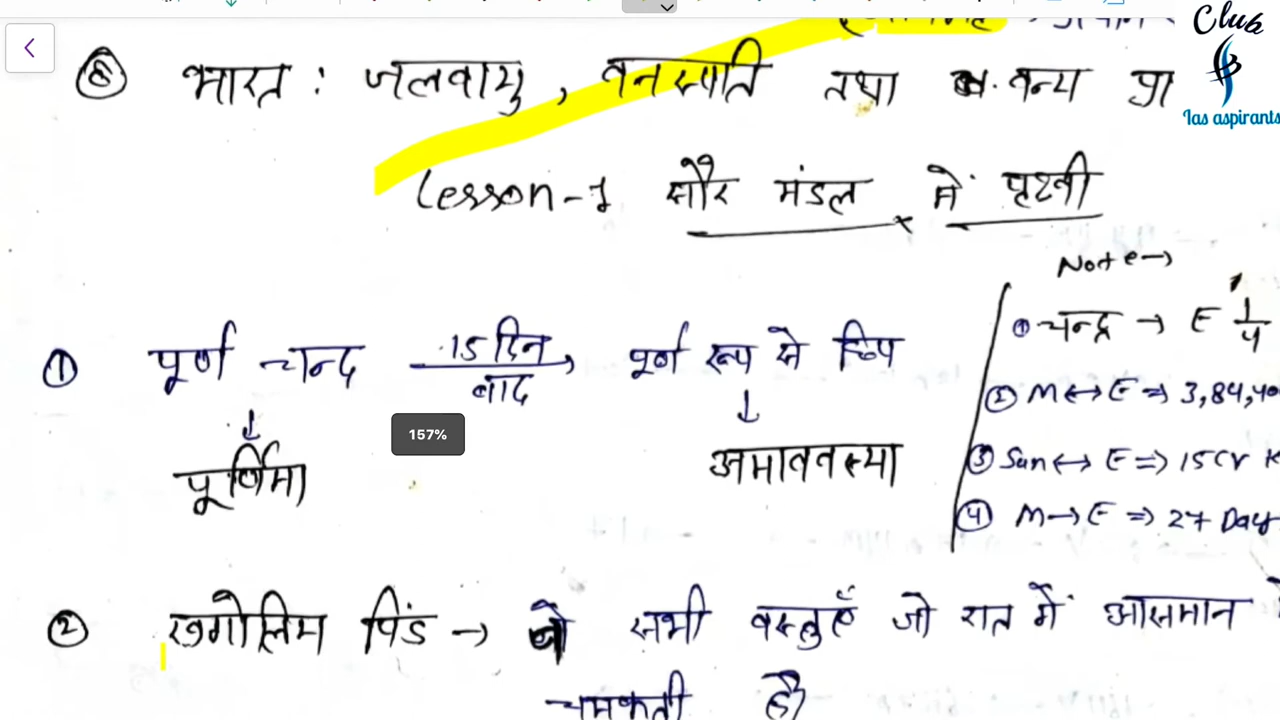 Club
Ias aspirants
⑧ भारत : जलवायु, वनस्पति तथा व. वन्य प्रा
Lesson-1 सौर मंडल में पृथ्वी
Note→
① पूर्ण चन्द्र 15 दिन बाद → पूर्ण रूप से छिप
↓ ↓
पूर्णिमा अमावस्या
① चन्द्र → E 1/4
② M↔E ⇒ 3,84,40
③ Sun↔ E ⇒ 15 Cr K
④ M→E ⇒ 27 Day
157%
② खगोलिय पिंड → वो सभी वस्तुएँ जो रात में आसमान
चमकती है